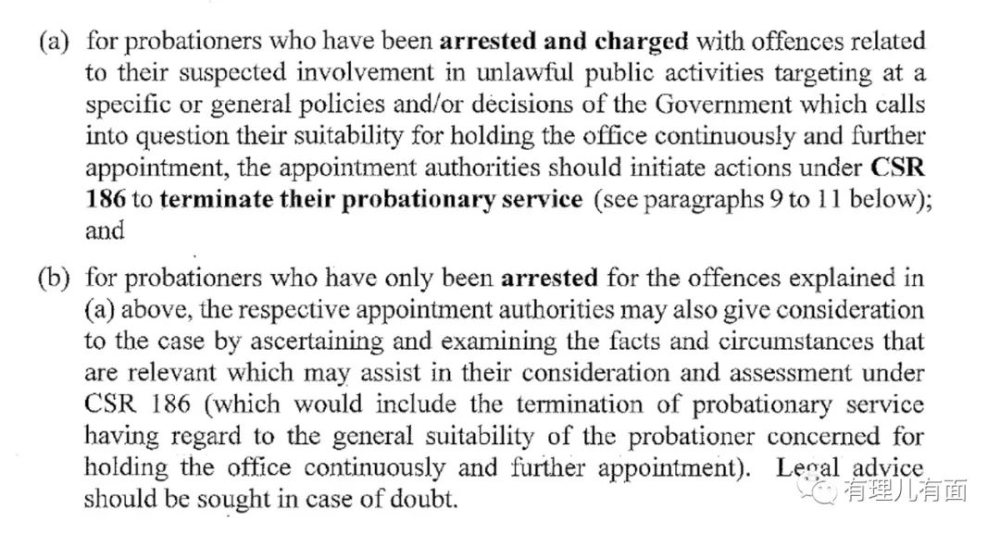 (a) for probationers who have been arrested and charged with offences related
to their suspected involvement in unlawful public activities targeting at a
specific or general policies and/or decisions of the Government which calls
into question their suitability for holding the office continuously and further
appointment, the appointment authorities should initiate actions under CSR
186 to terminate their probationary service (see paragraphs 9 to 11 below);
and
(b) for probationers who have only been arrested for the offences explained in
(a) above, the respective appointment authorities may also give consideration
to the case by ascertaining and examining the facts and circumstances that
are relevant which may assist in their consideration and assessment under
CSR 186 (which would include the termination of probationary service
having regard to the general suitability of the probationer concerned for
holding the office continuously and further appointment). Legal advice
should be sought in case of doubt.
有理儿有面